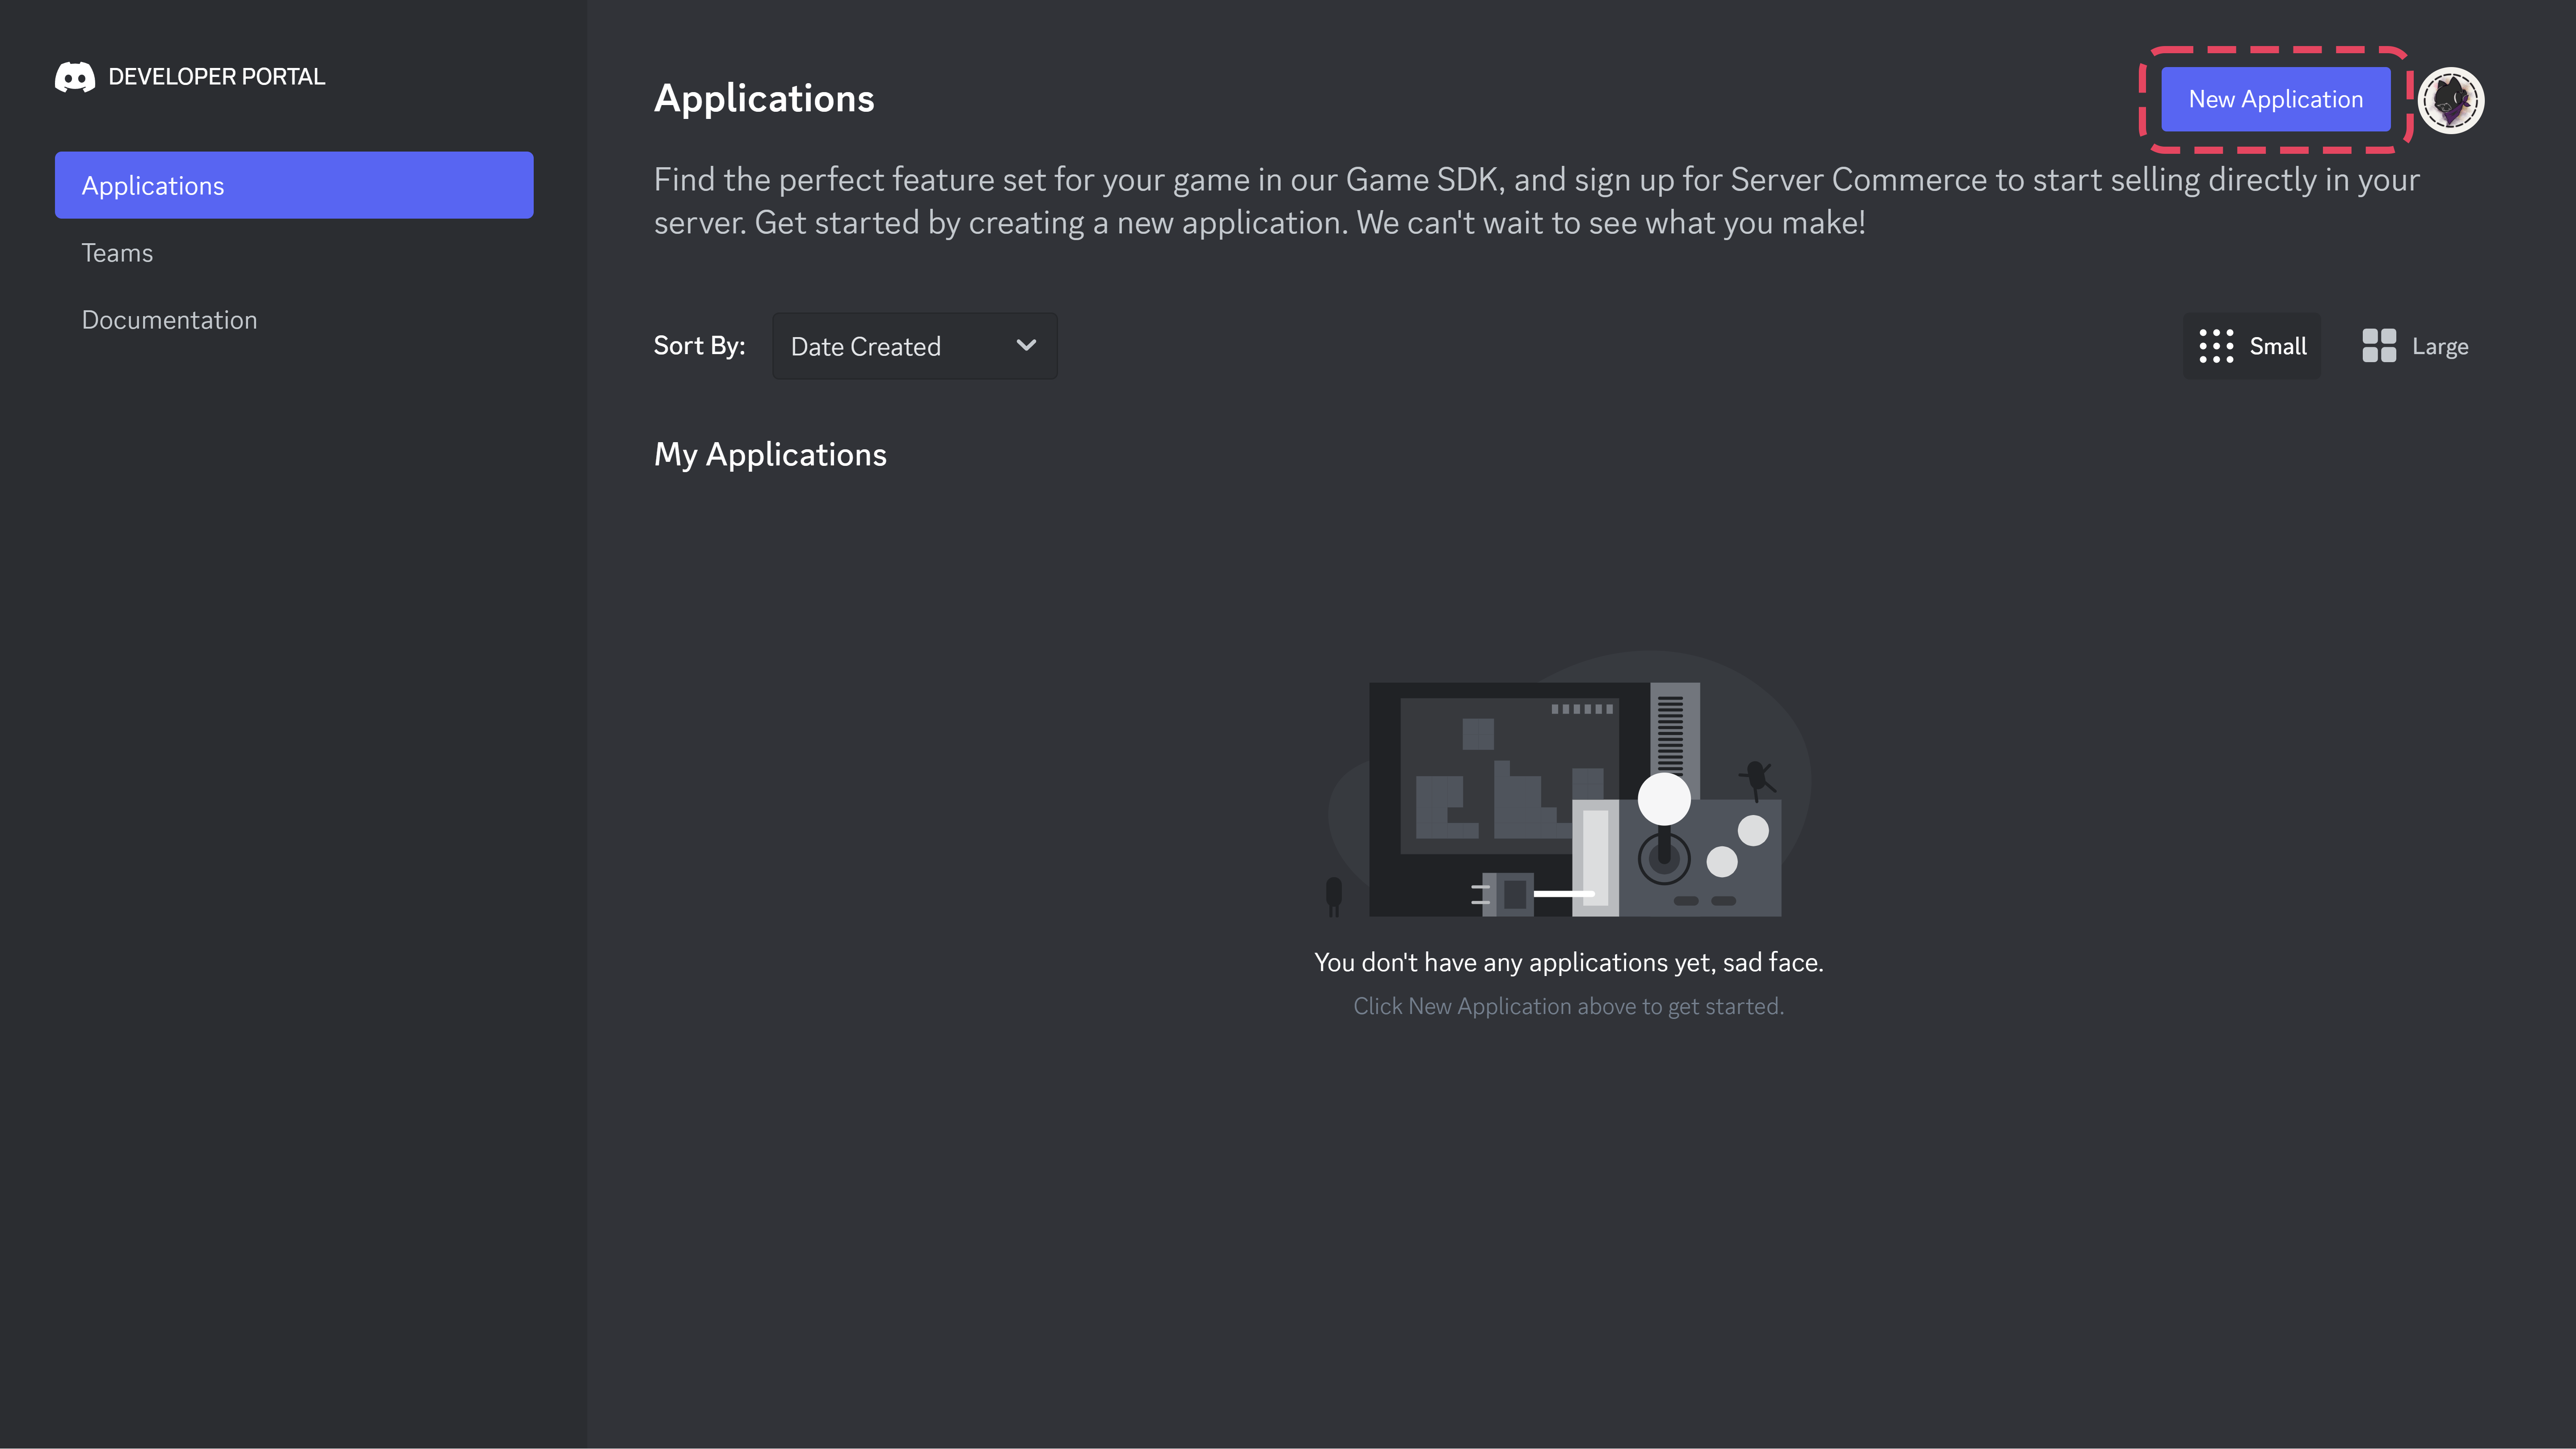 DEVELOPER PORTAL
Applications
Teams
Documentation
Applications
New Application
Find the perfect feature set for your game in our Game SDK, and sign up for Server Commerce to start selling directly in your
server. Get started by creating a new application. We can't wait to see what you make!
Sort By:
Date Created
Small
Large
My Applications
You don't have any applications yet, sad face.
Click New Application above to get started.